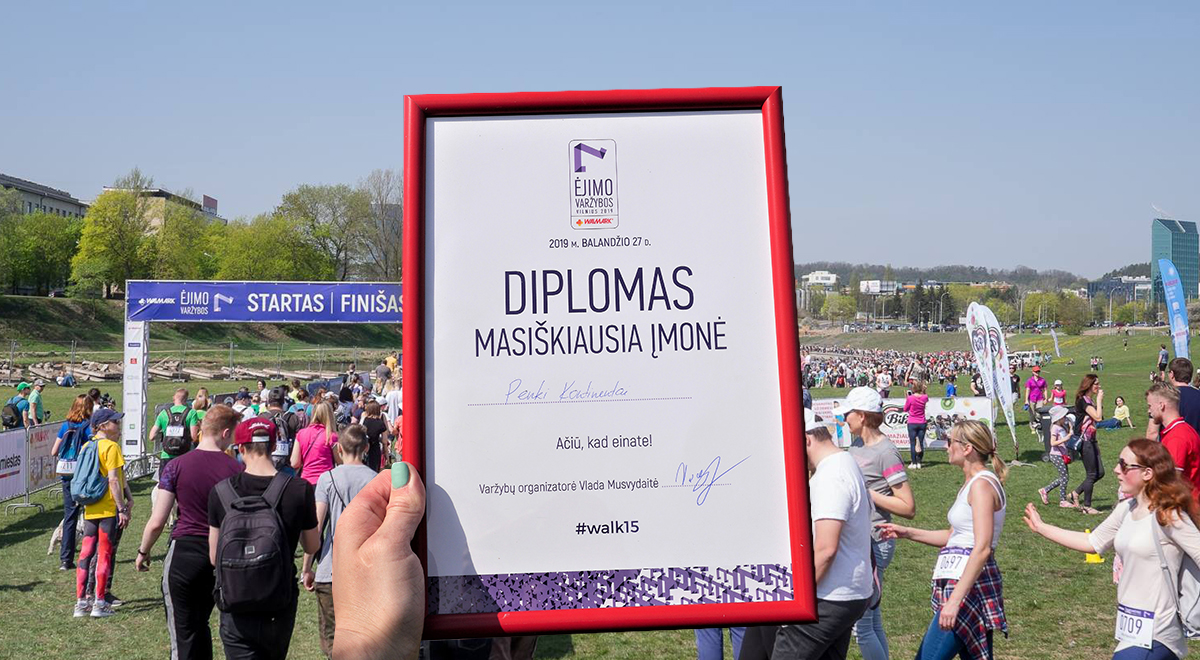 ĖJIMO
VARŽYBOS
VILNIUS 2019
WALMARK
2019 M. BALANDŽIO 27 D.
DIPLOMAS
MASIŠKIAUSIA ĮMONĖ
Penki Kontinentai
Ačiū, kad einate!
Varžybų organizatorė Vlada Musvydaitė
#walk15
WALMARK ĖJIMO VARŽYBOS STARTAS | FINIŠAS
0697
0709